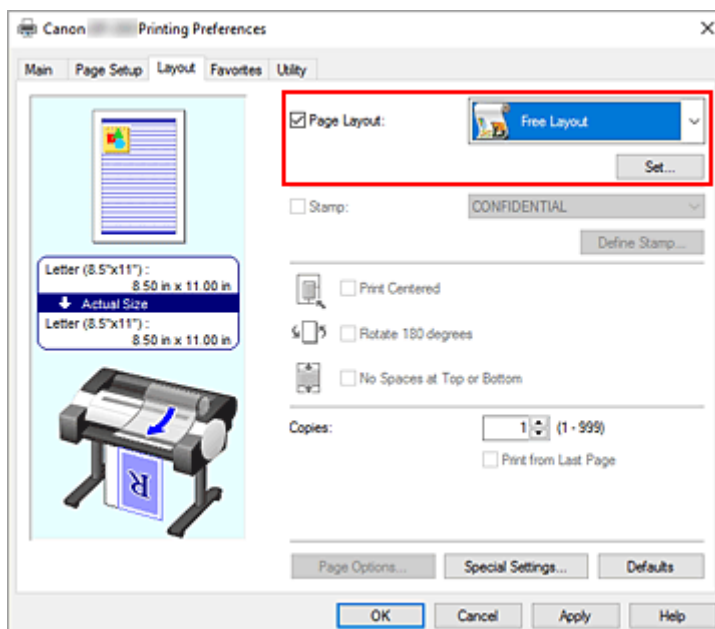 Canon Printing Preferences
Main Page Setup Layout Favorites Utility
Page Layout: Free Layout
Set...
Stamp: CONFIDENTIAL
Define Stamp...
Letter (8.5"x11") :
8.50 in x 11.00 in
Actual Size
Letter (8.5"x11") :
8.50 in x 11.00 in
Print Centered
Rotate 180 degrees
No Spaces at Top or Bottom
R
Copies: 1 (1 - 999)
Print from Last Page
Page Options... Special Settings... Defaults
OK Cancel Apply Help